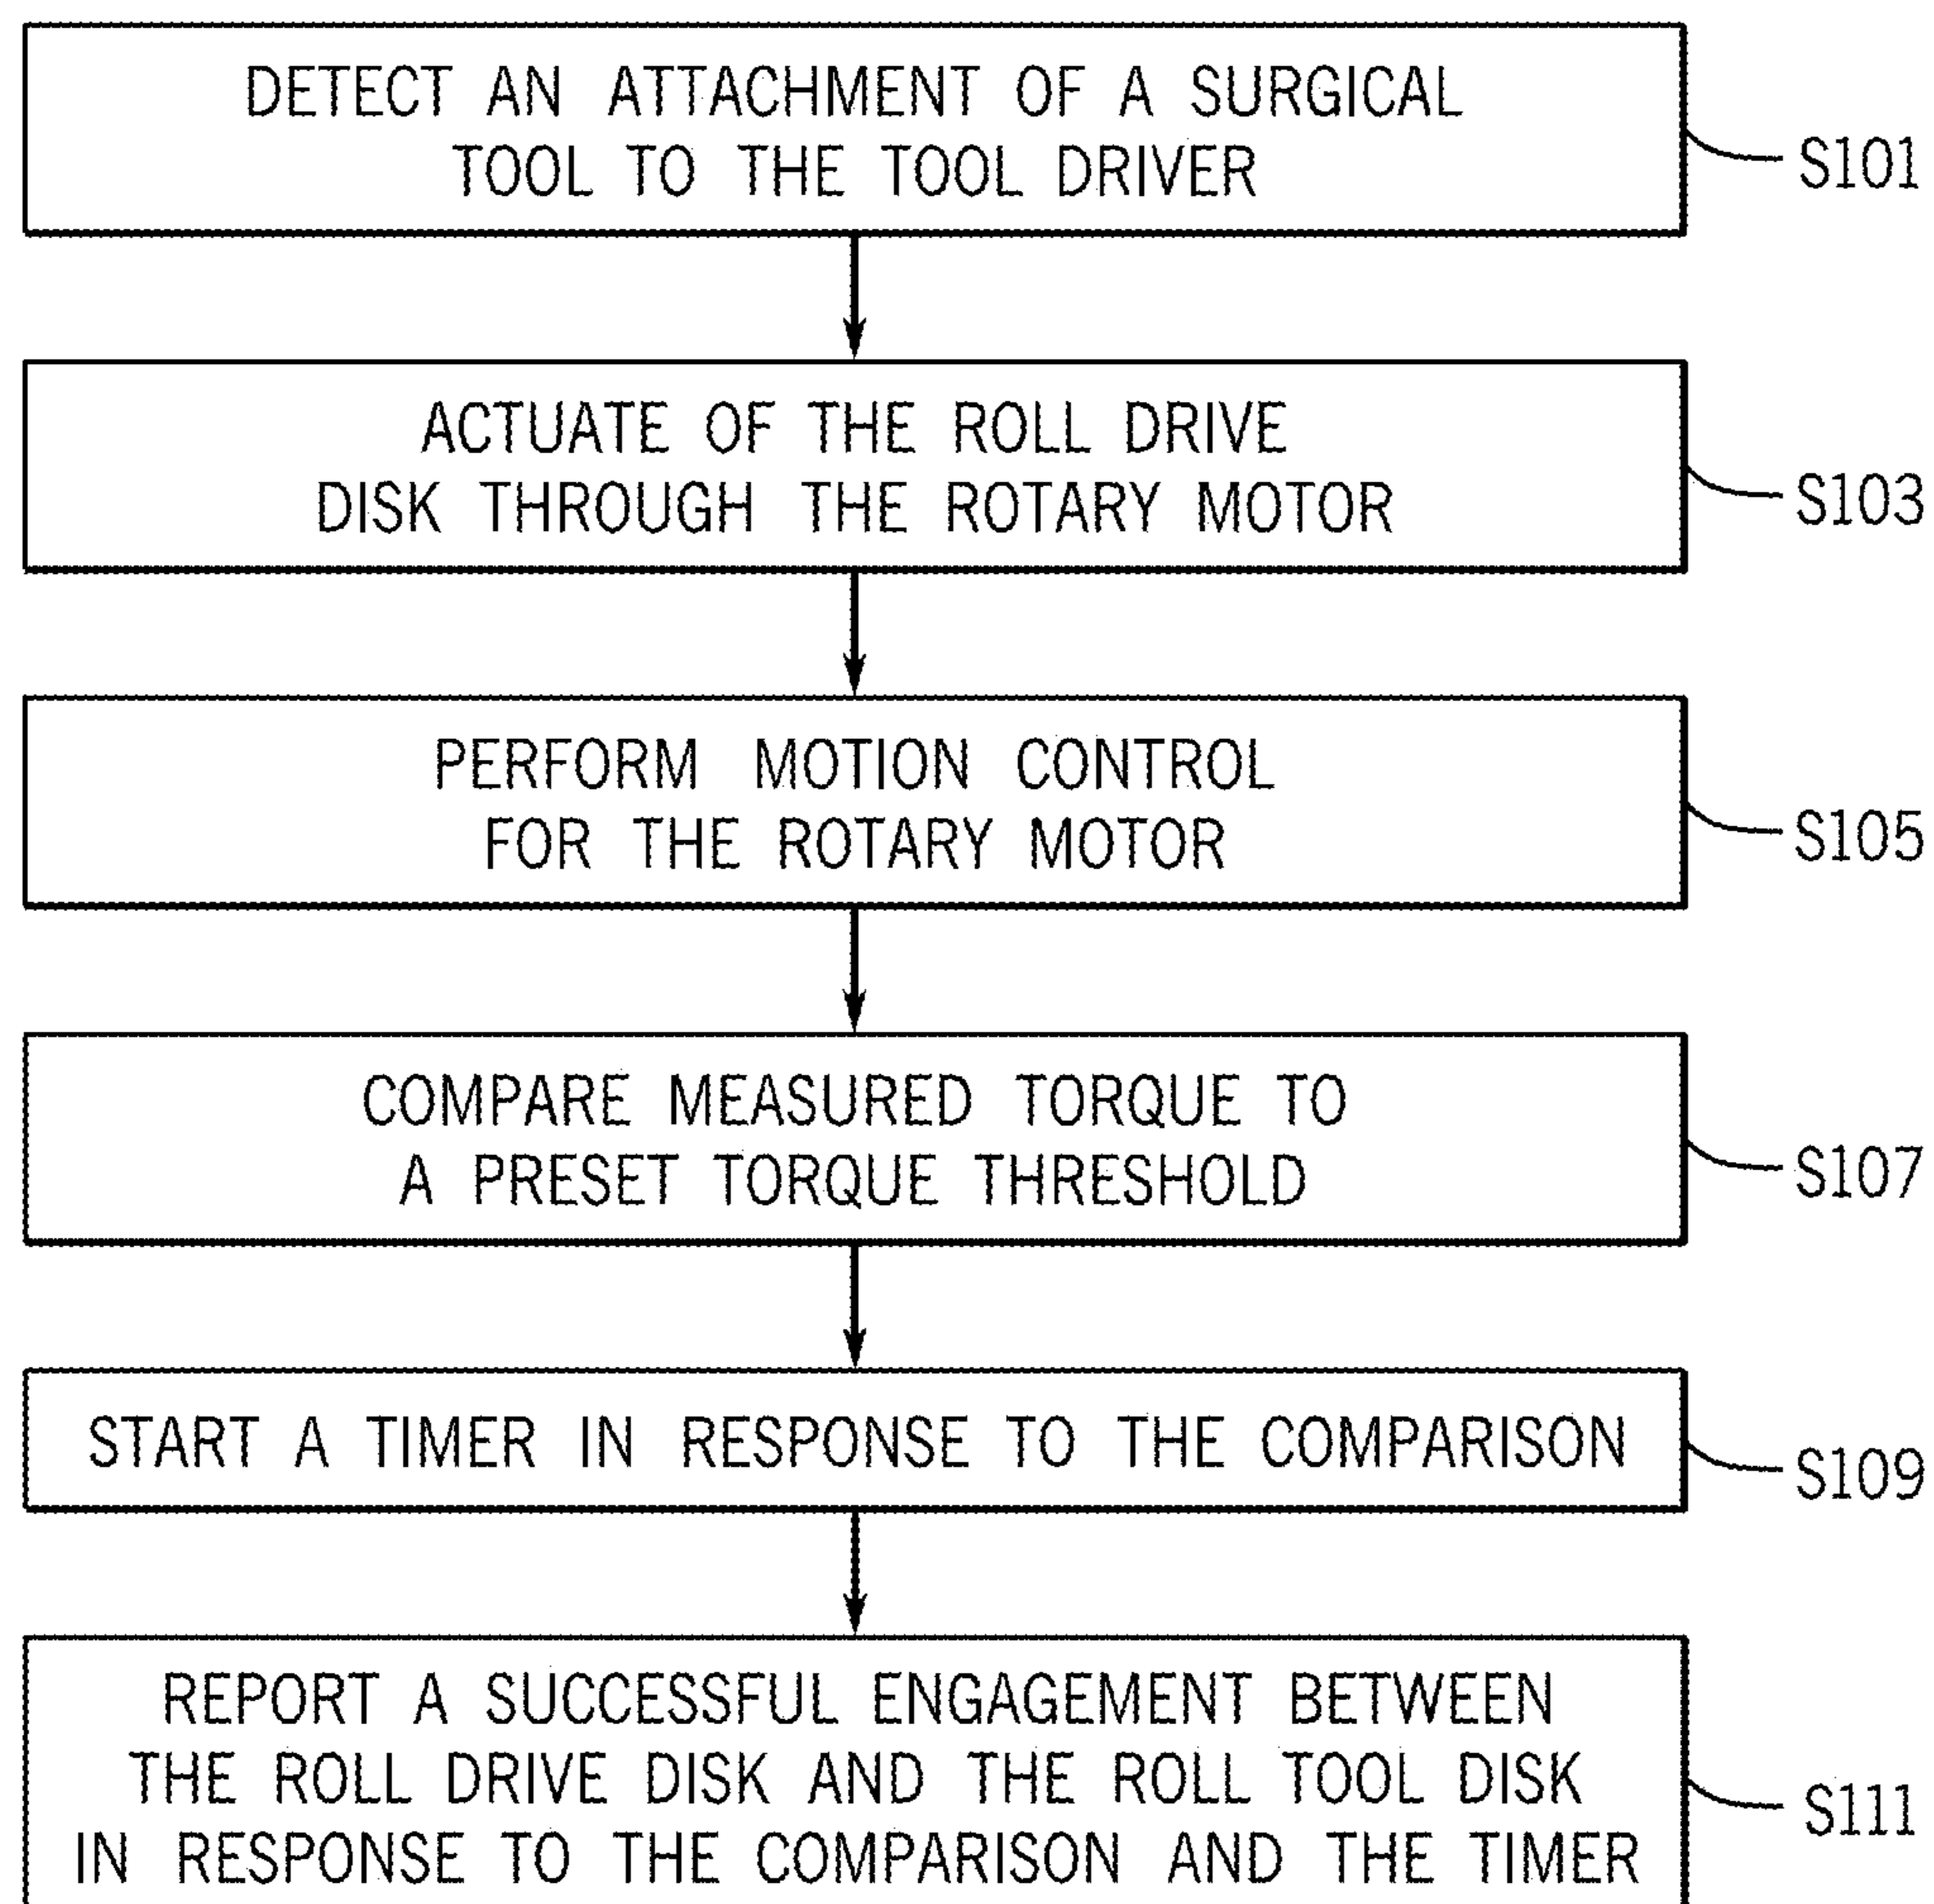 DETECT AN ATTACHMENT OF A SURGICAL
TOOL TO THE TOOL DRIVER
S101
ACTUATE OF THE ROLL DRIVE
DISK THROUGH THE ROTARY MOTOR
S103
PERFORM MOTION CONTROL
FOR THE ROTARY MOTOR
S105
COMPARE MEASURED TORQUE TO
A PRESET TORQUE THRESHOLD
S107
START A TIMER IN RESPONSE TO THE COMPARISON
S109
REPORT A SUCCESSFUL ENGAGEMENT BETWEEN
THE ROLL DRIVE DISK AND THE ROLL TOOL DISK
IN RESPONSE TO THE COMPARISON AND THE TIMER
S111